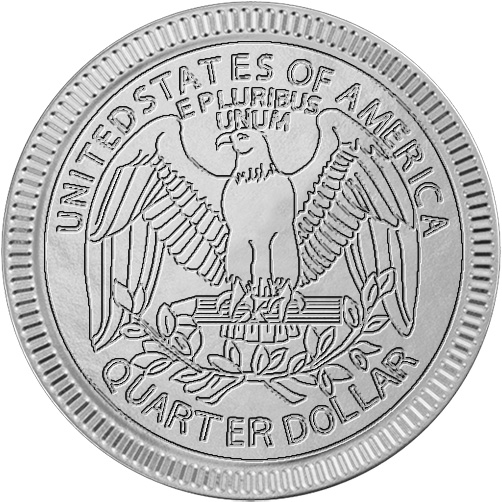 UNITED STATES OF AMERICA
E PLURIBUS
UNUM
QUARTER DOLLAR